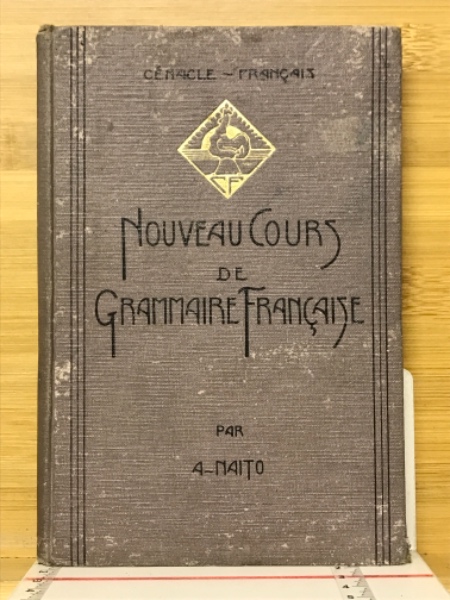 CÉNACLE – FRANÇAIS
CF
NOUVEAU COURS
DE
GRAMMAIRE FRANÇAISE
PAR
A–NAITO